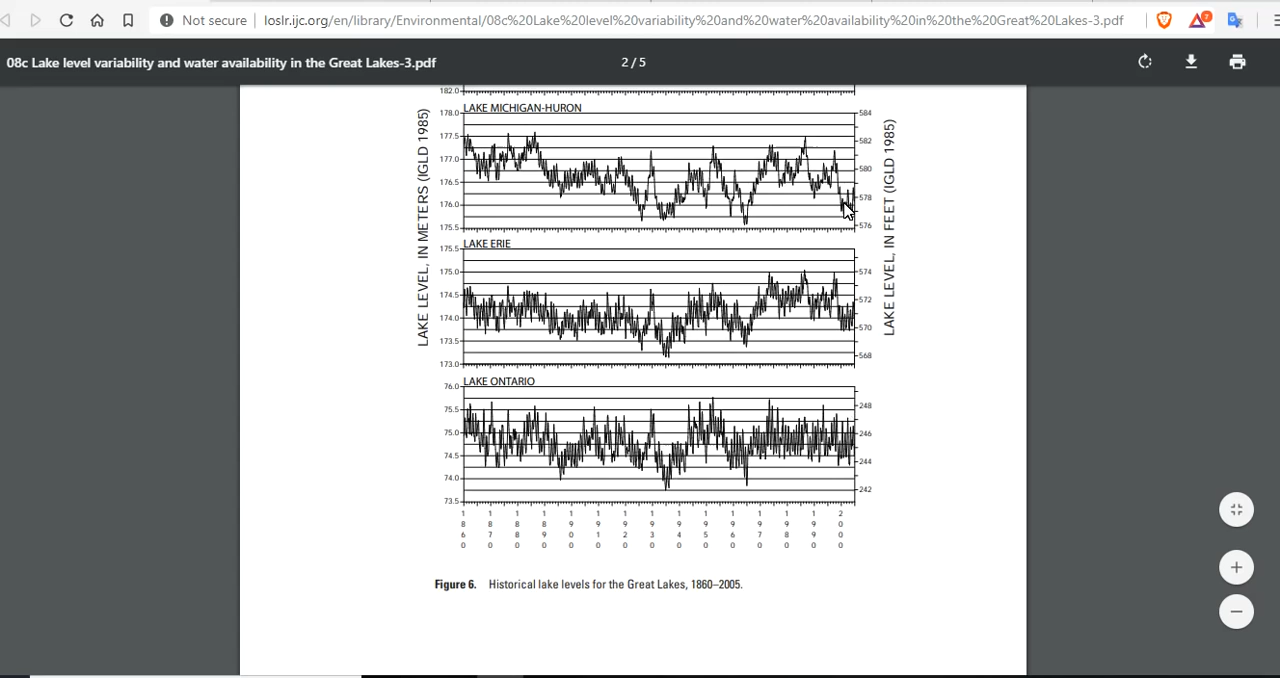 Not secure | loslr.ijc.org/en/library/Environmental/08c%20Lake%20level%20variability%20and%20water%20availability%20in%20the%20Great%20Lakes-3.pdf
7
08c Lake level variability and water availability in the Great Lakes-3.pdf 2 / 5
182.0
LAKE LEVEL, IN METERS (IGLD 1985)
LAKE MICHIGAN-HURON
178.0 584
177.5 582
177.0 580
176.5
176.0 578
175.5 576
LAKE LEVEL, IN FEET (IGLD 1985)
LAKE ERIE
175.5
175.0 574
174.5 572
174.0 570
173.5 568
173.0
LAKE ONTARIO
76.0
75.5 248
75.0 246
74.5 244
74.0 242
73.5
1860 1870 1880 1890 1900 1910 1920 1930 1940 1950 1960 1970 1980 1990 2000
Figure 6. Historical lake levels for the Great Lakes, 1860–2005.